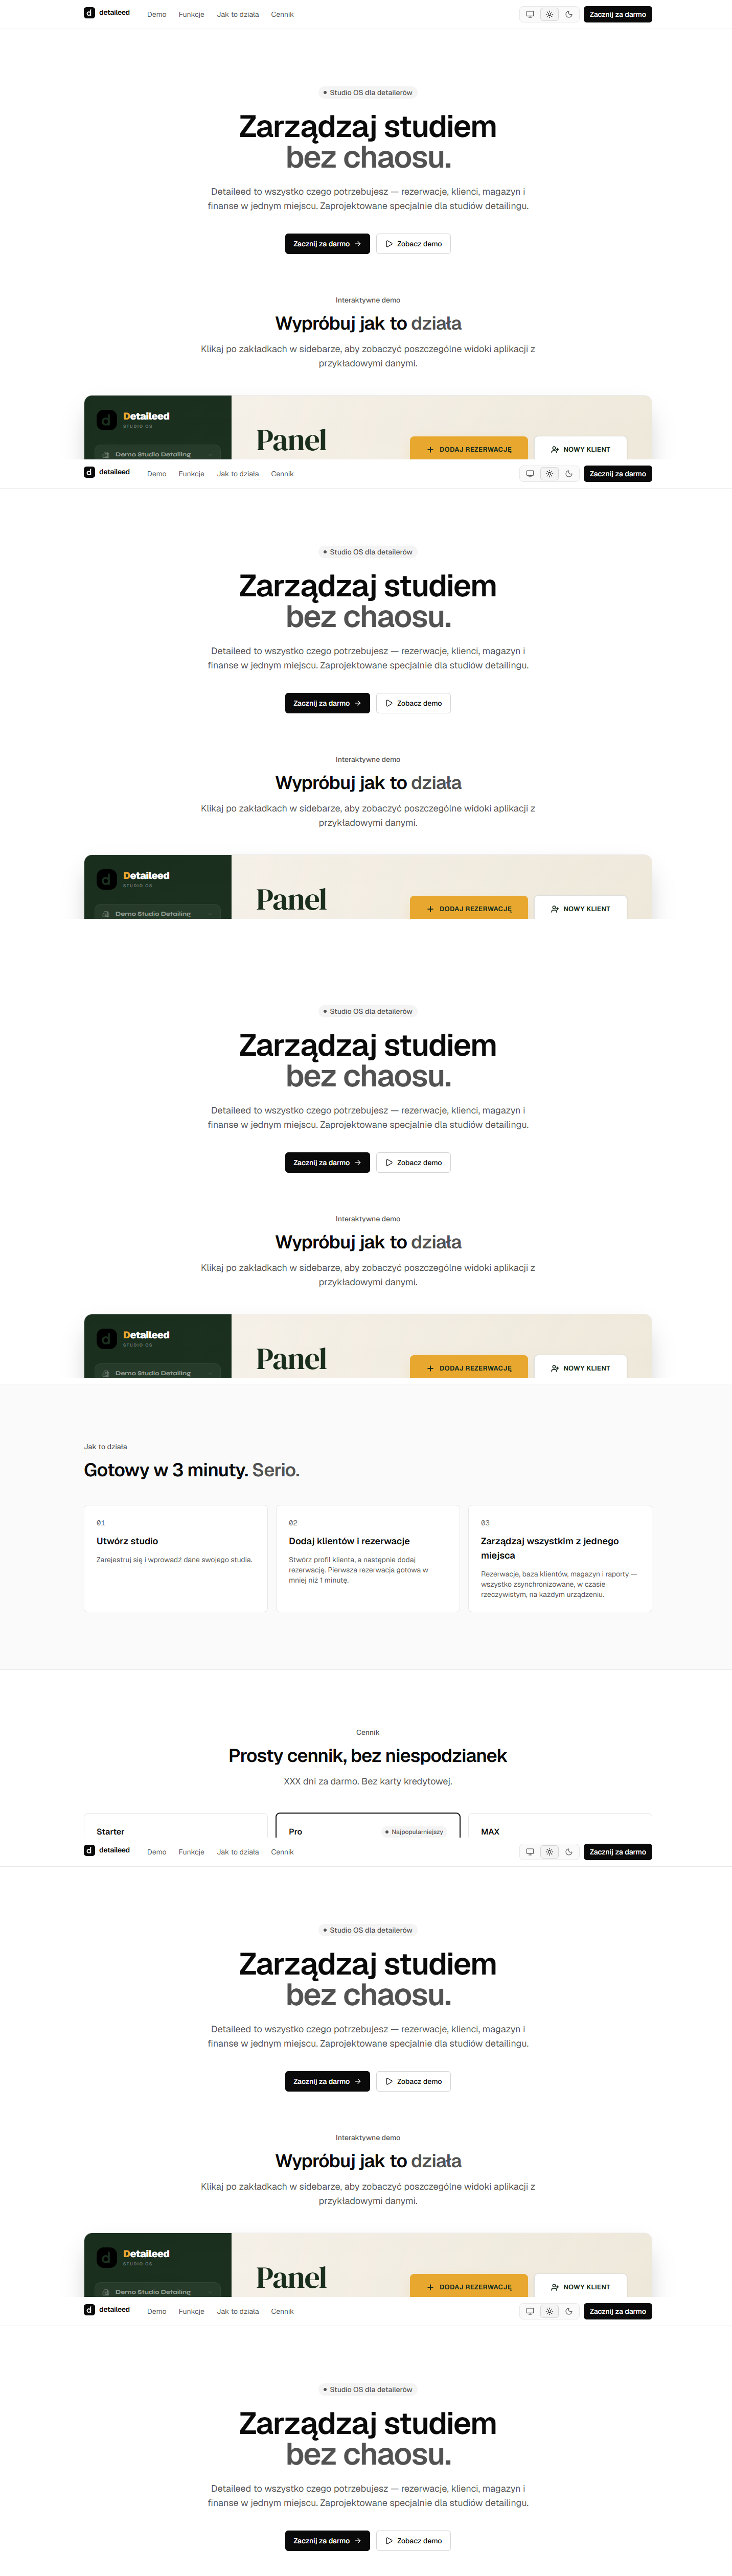 detaileed Demo Funkcje Jak to działa Cennik Zacznij za darmo
Studio OS dla detailerów
Zarządzaj studiem
bez chaosu.
Detaileed to wszystko czego potrzebujesz — rezerwacje, klienci, magazyn i
finanse w jednym miejscu. Zaprojektowane specjalnie dla studiów detailingu.
Zacznij za darmo Zobacz demo
Interaktywne demo
Wypróbuj jak to działa
Klikaj po zakładkach w sidebarze, aby zobaczyć poszczególne widoki aplikacji z
przykładowymi danymi.
Detaileed
STUDIO OS
Panel
DODAJ REZERWACJĘ NOWY KLIENT
Demo Studio Detailing
detaileed Demo Funkcje Jak to działa Cennik Zacznij za darmo
Studio OS dla detailerów
Zarządzaj studiem
bez chaosu.
Detaileed to wszystko czego potrzebujesz — rezerwacje, klienci, magazyn i
finanse w jednym miejscu. Zaprojektowane specjalnie dla studiów detailingu.
Zacznij za darmo Zobacz demo
Interaktywne demo
Wypróbuj jak to działa
Klikaj po zakładkach w sidebarze, aby zobaczyć poszczególne widoki aplikacji z
przykładowymi danymi.
Detaileed
STUDIO OS
Panel
DODAJ REZERWACJĘ NOWY KLIENT
Demo Studio Detailing
Studio OS dla detailerów
Zarządzaj studiem
bez chaosu.
Detaileed to wszystko czego potrzebujesz — rezerwacje, klienci, magazyn i
finanse w jednym miejscu. Zaprojektowane specjalnie dla studiów detailingu.
Zacznij za darmo Zobacz demo
Interaktywne demo
Wypróbuj jak to działa
Klikaj po zakładkach w sidebarze, aby zobaczyć poszczególne widoki aplikacji z
przykładowymi danymi.
Detaileed
STUDIO OS
Panel
DODAJ REZERWACJĘ NOWY KLIENT
Demo Studio Detailing
Jak to działa
Gotowy w 3 minuty. Serio.
01
Utwórz studio
Zarejestruj się i wprowadź dane swojego studia.
02
Dodaj klientów i rezerwacje
Stwórz profil klienta, a następnie dodaj
rezerwację. Pierwsza rezerwacja gotowa w
mniej niż 1 minutę.
03
Zarządzaj wszystkim z jednego
miejsca
Rezerwacje, baza klientów, magazyn i raporty —
wszystko zsynchronizowane, w czasie
rzeczywistym, na każdym urządzeniu.
Cennik
Prosty cennik, bez niespodzianek
XXX dni za darmo. Bez karty kredytowej.
Starter
Pro Najpopularniejszy
MAX
detaileed Demo Funkcje Jak to działa Cennik Zacznij za darmo
Studio OS dla detailerów
Zarządzaj studiem
bez chaosu.
Detaileed to wszystko czego potrzebujesz — rezerwacje, klienci, magazyn i
finanse w jednym miejscu. Zaprojektowane specjalnie dla studiów detailingu.
Zacznij za darmo Zobacz demo
Interaktywne demo
Wypróbuj jak to działa
Klikaj po zakładkach w sidebarze, aby zobaczyć poszczególne widoki aplikacji z
przykładowymi danymi.
Detaileed
STUDIO OS
Panel
DODAJ REZERWACJĘ NOWY KLIENT
Demo Studio Detailing
detaileed Demo Funkcje Jak to działa Cennik Zacznij za darmo
Studio OS dla detailerów
Zarządzaj studiem
bez chaosu.
Detaileed to wszystko czego potrzebujesz — rezerwacje, klienci, magazyn i
finanse w jednym miejscu. Zaprojektowane specjalnie dla studiów detailingu.
Zacznij za darmo Zobacz demo